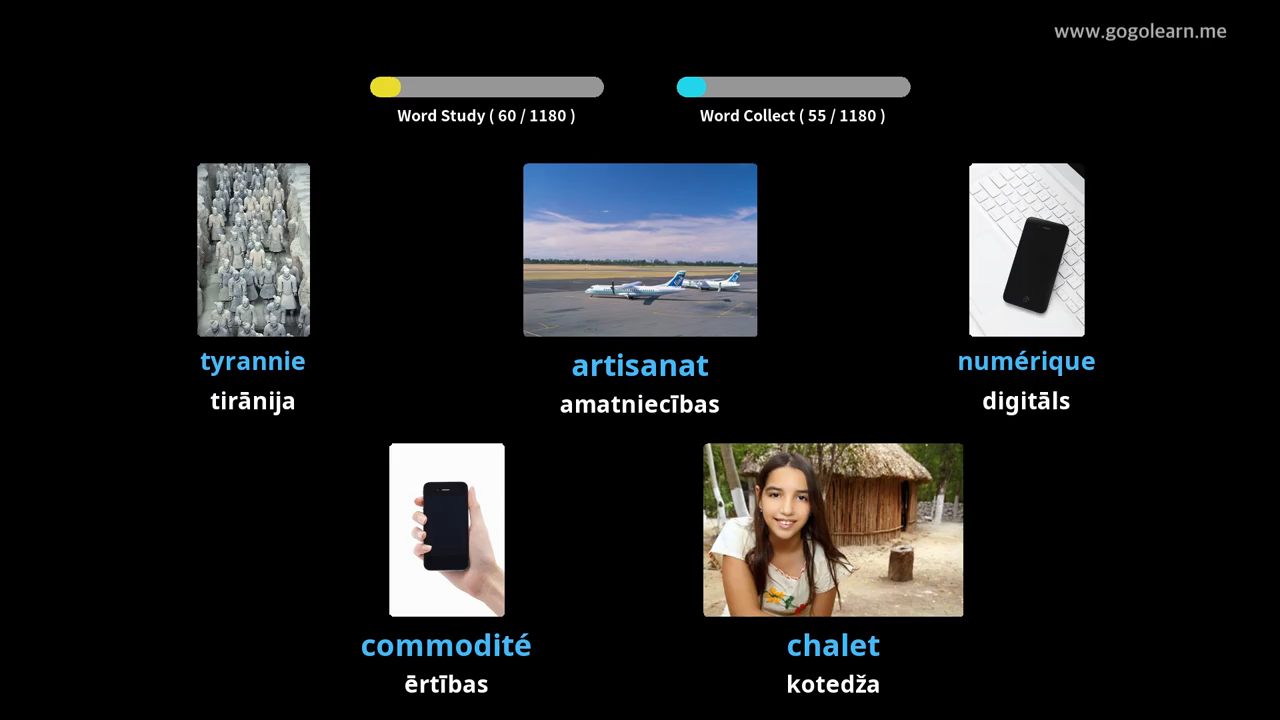 www.gogolearn.me
Word Study ( 60 / 1180 )
Word Collect ( 55 / 1180 )
tyrannie
tirānija
artisanat
amatniecības
numérique
digitāls
commodité
ērtības
chalet
kotedža